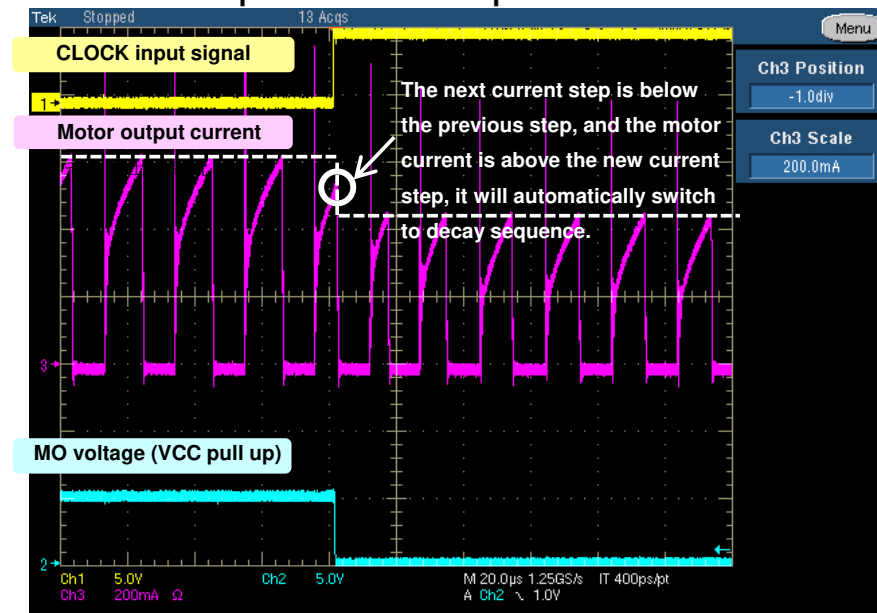 Tek Stopped 13 Acqs
Menu
CLOCK input signal
Ch3 Position
-1.0div
1
The next current step is below
the previous step, and the motor
current is above the new current
step, it will automatically switch
to decay sequence.
Motor output current
Ch3 Scale
200.0mA
3
MO voltage (VCC pull up)
2
Ch1 5.0V Ch2 5.0V M 20.0µs 1.25GS/s IT 400ps/pt
Ch3 200mA Ω A Ch2 \ 1.0V